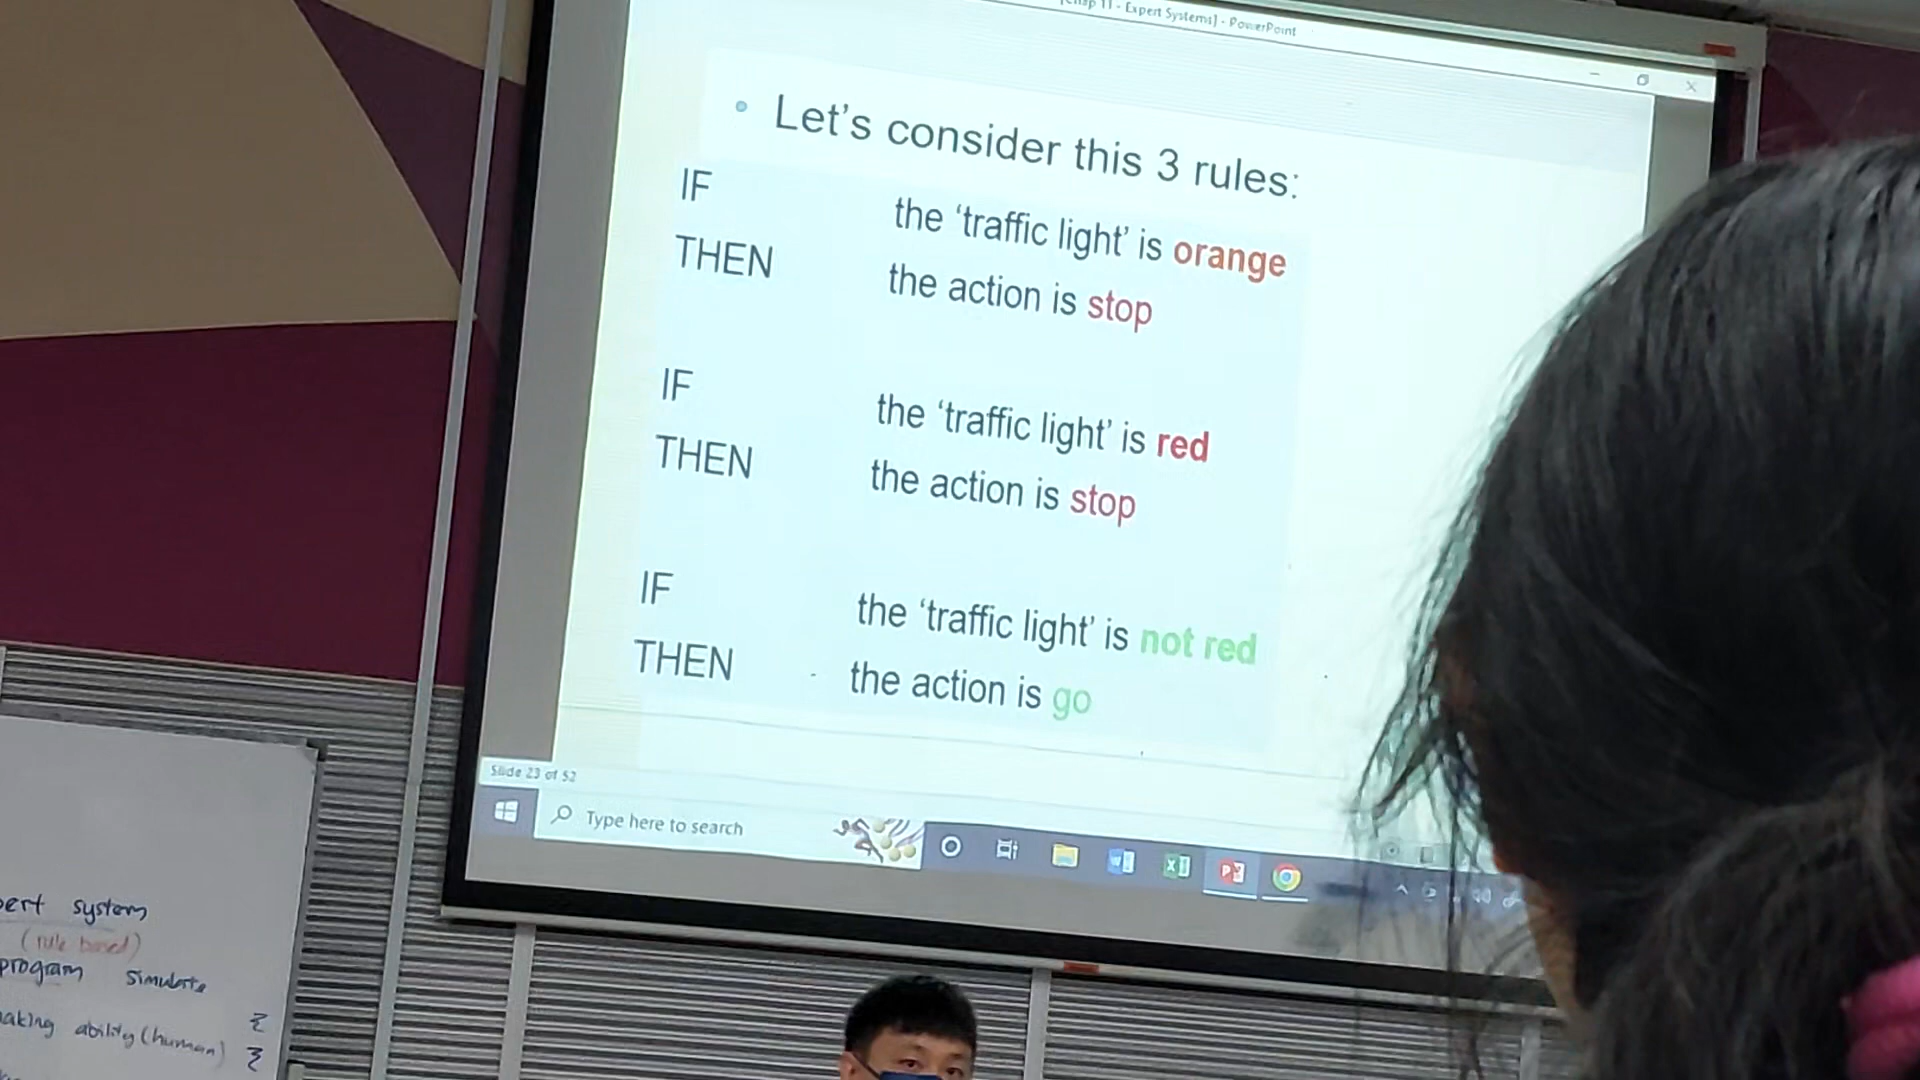 11 - Expert Systems] - PowerPoint
• Let's consider this 3 rules:
IF the 'traffic light' is orange
THEN the action is stop
IF the 'traffic light' is red
THEN the action is stop
IF the 'traffic light' is not red
THEN the action is go
Slide 23 of 52
Type here to search
ert system
(rule based)
program simulate
aking ability (human)